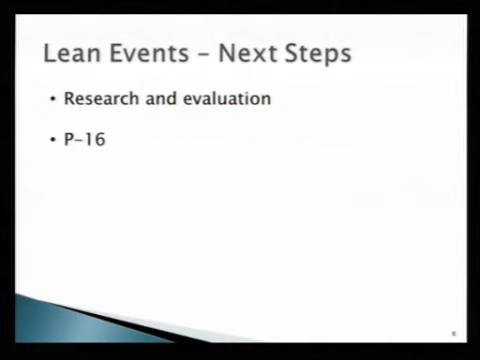 Lean Events – Next Steps
• Research and evaluation
• P-16